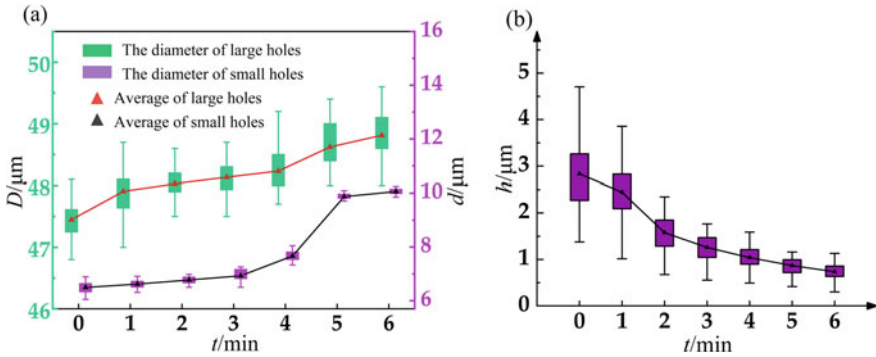 (a)
50
49
48
47
46
D/μm
The diameter of large holes
The diameter of small holes
Average of large holes
Average of small holes
16
14
12
10
8
6
d/μm
0 1 2 3 4 5 6
t/min
(b)
5
4
3
2
1
0
h/μm
0 1 2 3 4 5 6
t/min